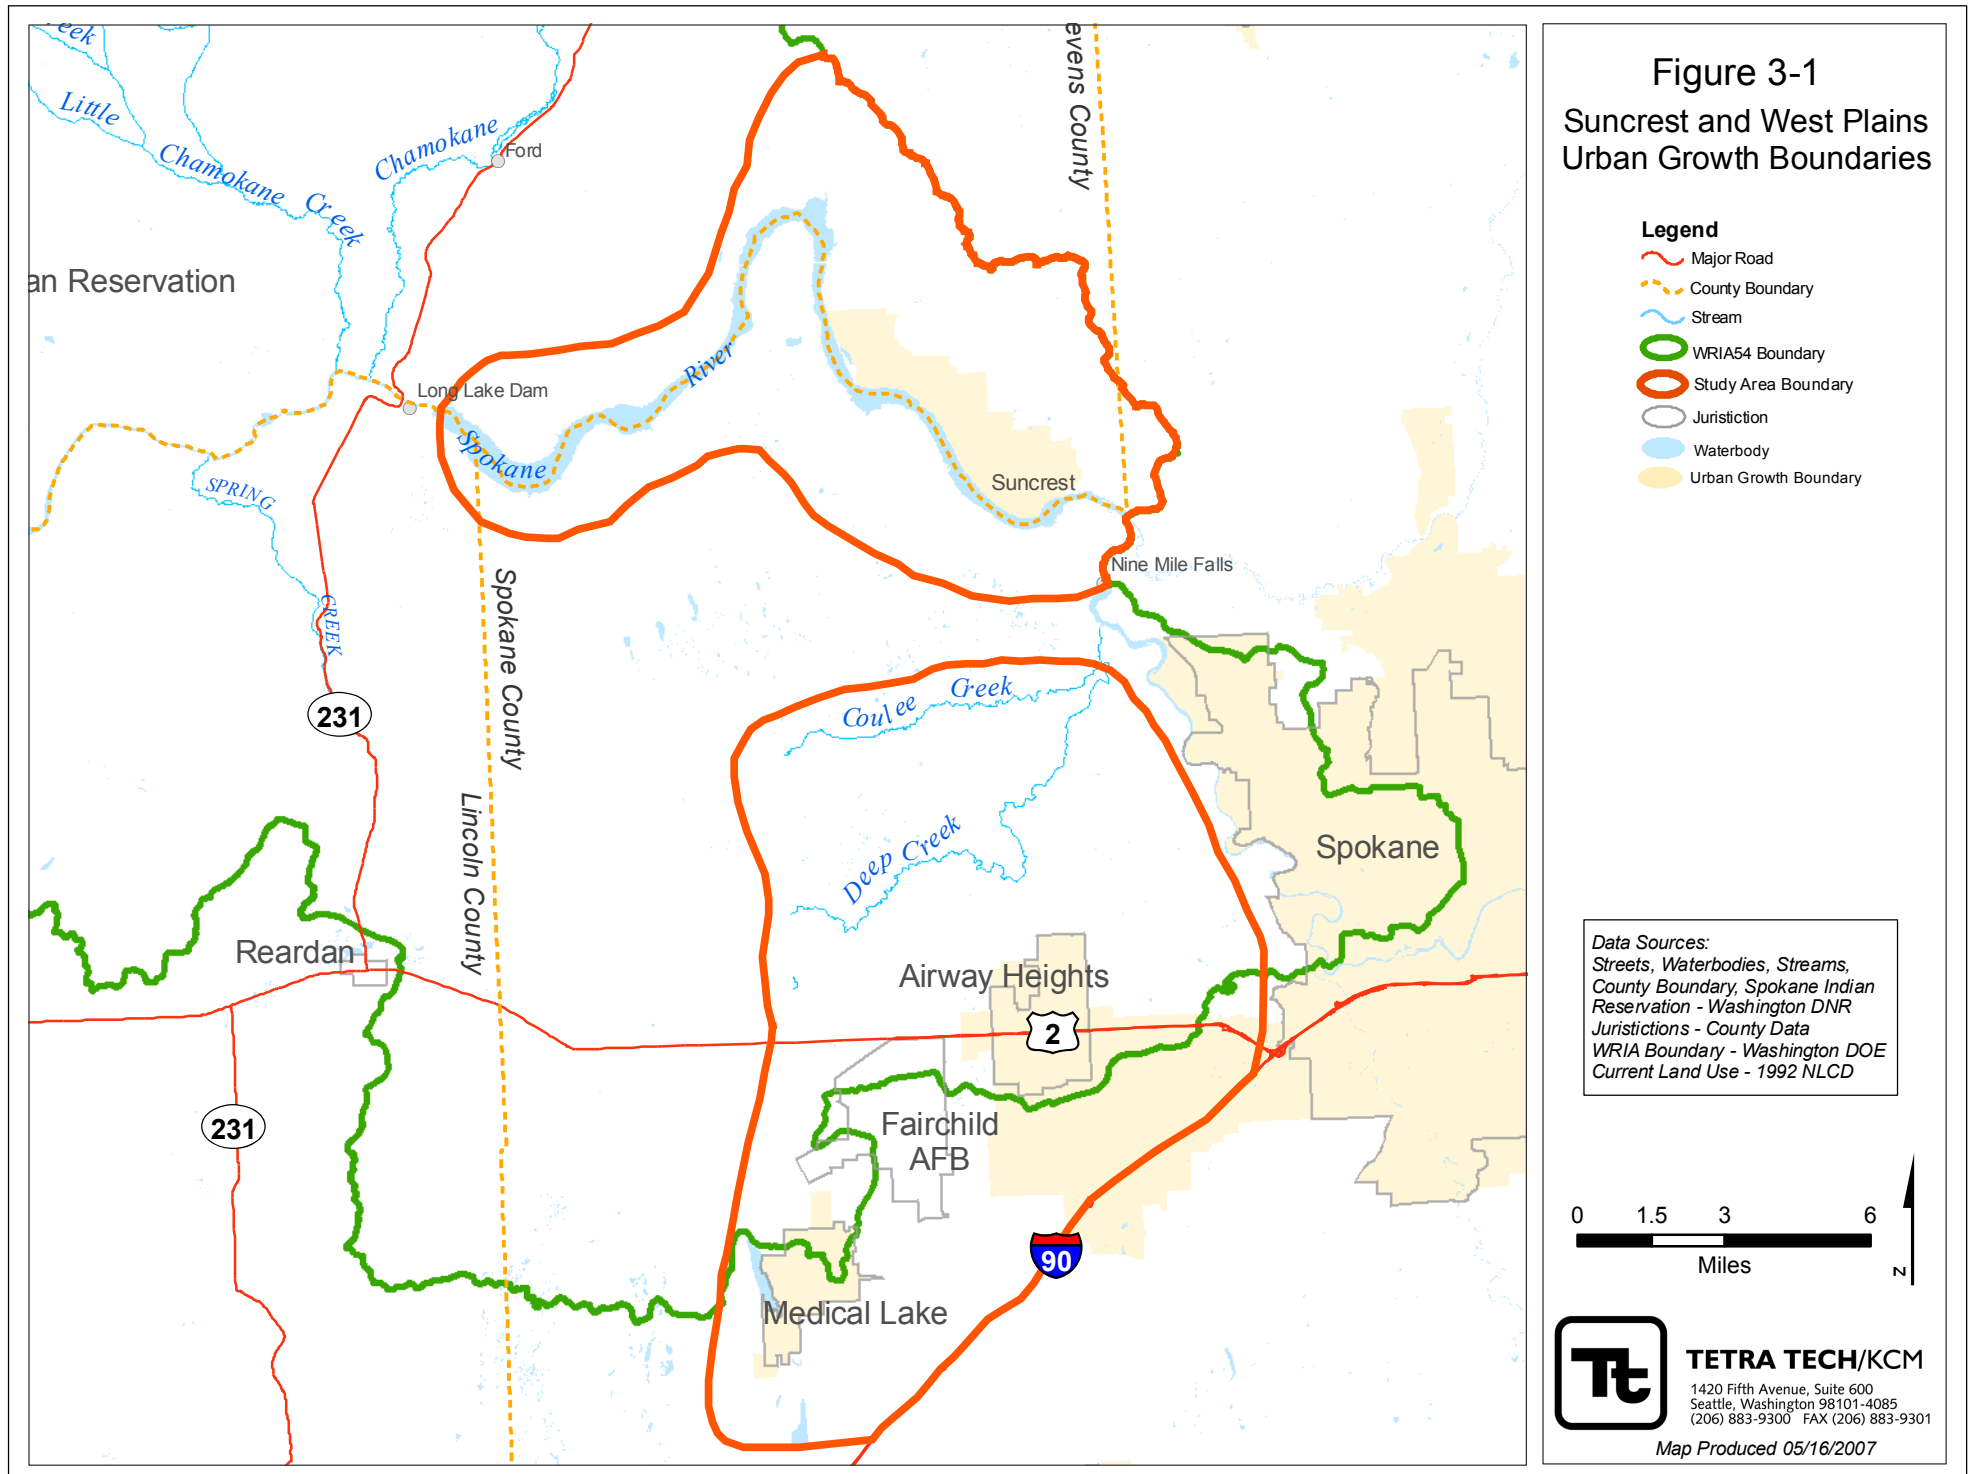 eek
Little
Chamokane
Creek
Chamokane
Ford
evens County
an Reservation
River
Long Lake Dam
Spokane
SPRING
CREEK
Suncrest
Nine Mile Falls
Spokane County
Lincoln County
231
Coulee Creek
Deep Creek
Spokane
Reardan
Airway Heights
2
231
Fairchild
AFB
90
Medical Lake
Figure 3-1
Suncrest and West Plains
Urban Growth Boundaries
Legend
Major Road
County Boundary
Stream
WRIA54 Boundary
Study Area Boundary
Juristiction
Waterbody
Urban Growth Boundary
Data Sources:
Streets, Waterbodies, Streams,
County Boundary, Spokane Indian
Reservation - Washington DNR
Juristictions - County Data
WRIA Boundary - Washington DOE
Current Land Use - 1992 NLCD
0 1.5 3 6
Miles
N
Tt
TETRA TECH/KCM
1420 Fifth Avenue, Suite 600
Seattle, Washington 98101-4085
(206) 883-9300 FAX (206) 883-9301
Map Produced 05/16/2007